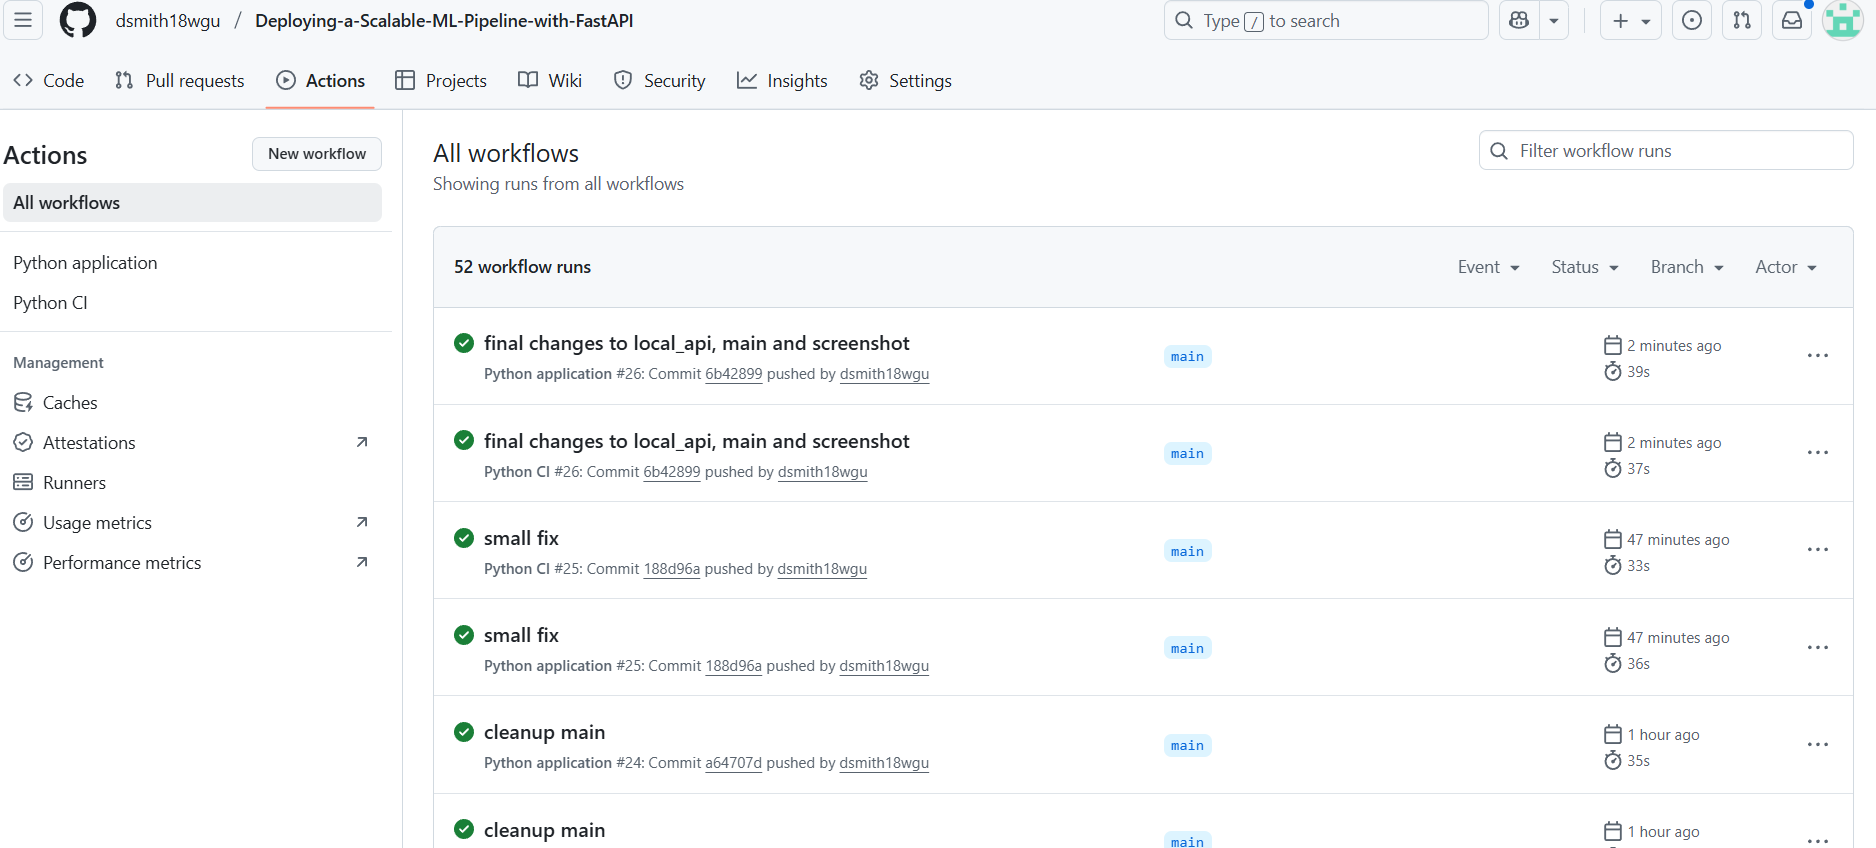 dsmith18wgu / Deploying-a-Scalable-ML-Pipeline-with-FastAPI
Type / to search
Code
Pull requests
Actions
Projects
Wiki
Security
Insights
Settings
Actions
New workflow
All workflows
Python application
Python CI
Management
Caches
Attestations
Runners
Usage metrics
Performance metrics
All workflows
Showing runs from all workflows
Filter workflow runs
52 workflow runs
Event
Status
Branch
Actor
final changes to local_api, main and screenshot
Python application #26: Commit 6b42899 pushed by dsmith18wgu
main
2 minutes ago
39s
final changes to local_api, main and screenshot
Python CI #26: Commit 6b42899 pushed by dsmith18wgu
main
2 minutes ago
37s
small fix
Python CI #25: Commit 188d96a pushed by dsmith18wgu
main
47 minutes ago
33s
small fix
Python application #25: Commit 188d96a pushed by dsmith18wgu
main
47 minutes ago
36s
cleanup main
Python application #24: Commit a64707d pushed by dsmith18wgu
main
1 hour ago
35s
cleanup main
main
1 hour ago